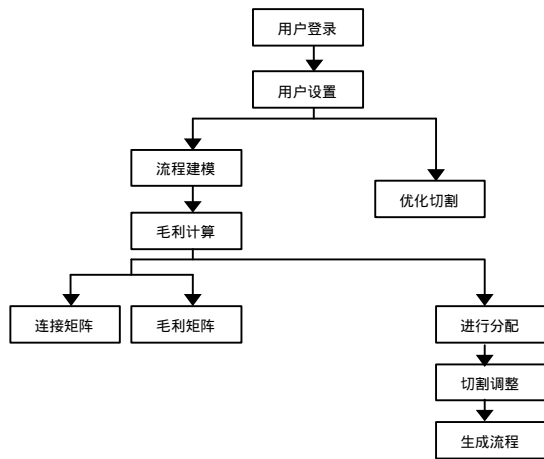 用户登录
用户设置
流程建模
优化切割
毛利计算
连接矩阵
毛利矩阵
进行分配
切割调整
生成流程